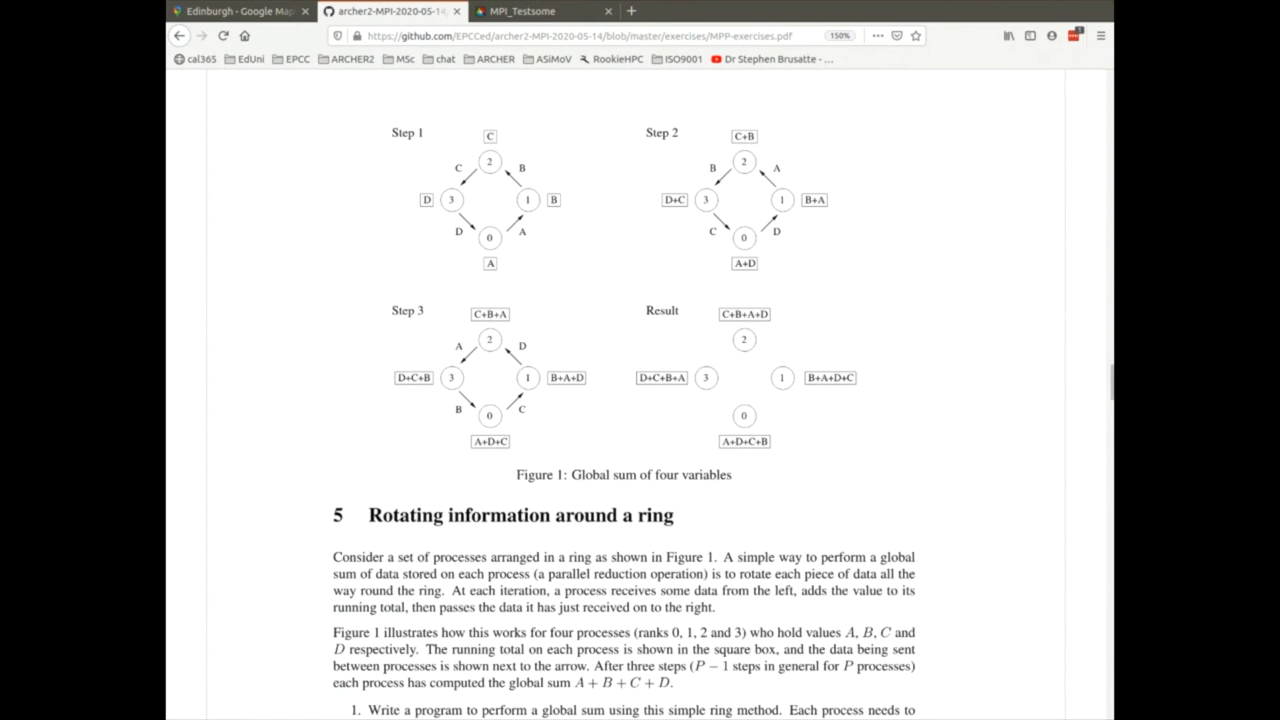 Edinburgh - Google Map
archer2-MPI-2020-05-14
MPI_Testsome
https://github.com/EPCCed/archer2-MPI-2020-05-14/blob/master/exercises/MPP-exercises.pdf
150%
cal365 EdUni EPCC ARCHER2 MSc chat ARCHER ASiMoV RookieHPC ISO9001 Dr Stephen Brusatte - ...
Step 1
C
2
C
B
D
3
1
B
D
A
0
A
Step 2
C+B
2
B
A
D+C
3
1
B+A
C
D
0
A+D
Step 3
C+B+A
2
A
D
D+C+B
3
1
B+A+D
B
C
0
A+D+C
Result
C+B+A+D
2
D+C+B+A
3
1
B+A+D+C
0
A+D+C+B
Figure 1: Global sum of four variables
5 Rotating information around a ring
Consider a set of processes arranged in a ring as shown in Figure 1. A simple way to perform a global
sum of data stored on each process (a parallel reduction operation) is to rotate each piece of data all the
way round the ring. At each iteration, a process receives some data from the left, adds the value to its
running total, then passes the data it has just received on to the right.
Figure 1 illustrates how this works for four processes (ranks 0, 1, 2 and 3) who hold values A, B, C and
D respectively. The running total on each process is shown in the square box, and the data being sent
between processes is shown next to the arrow. After three steps (P − 1 steps in general for P processes)
each process has computed the global sum A + B + C + D.
1. Write a program to perform a global sum using this simple ring method. Each process needs to